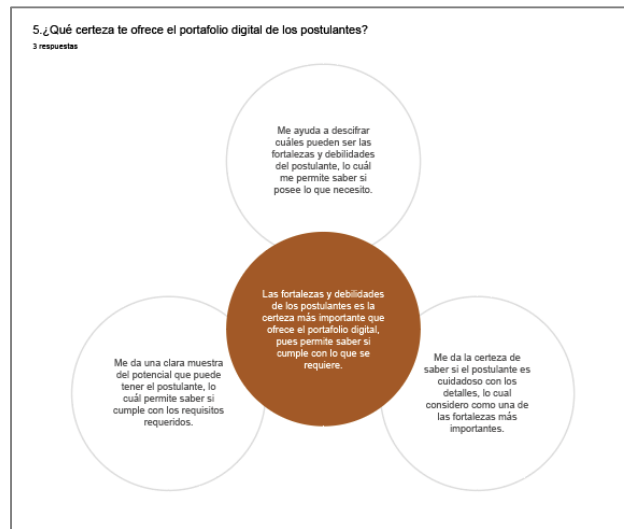 5.¿Qué certeza te ofrece el portafolio digital de los postulantes?
3 respuestas
Me ayuda a descifrar
cuáles pueden ser las
fortalezas y debilidades
del postulante, lo cuál
me permite saber si
posee lo que necesito.
Las fortalezas y debilidades
de los postulantes es la
certeza más importante que
ofrece el portafolio digital,
pues permite saber si
cumple con lo que se
requiere.
Me da una clara muestra
del potencial que puede
tener el postulante, lo
cuál permite saber si
cumple con los requisitos
requeridos.
Me da la certeza de
saber si el postulante es
cuidadoso con los
detalles, lo cual
considero como una de
las fortalezas más
importantes.